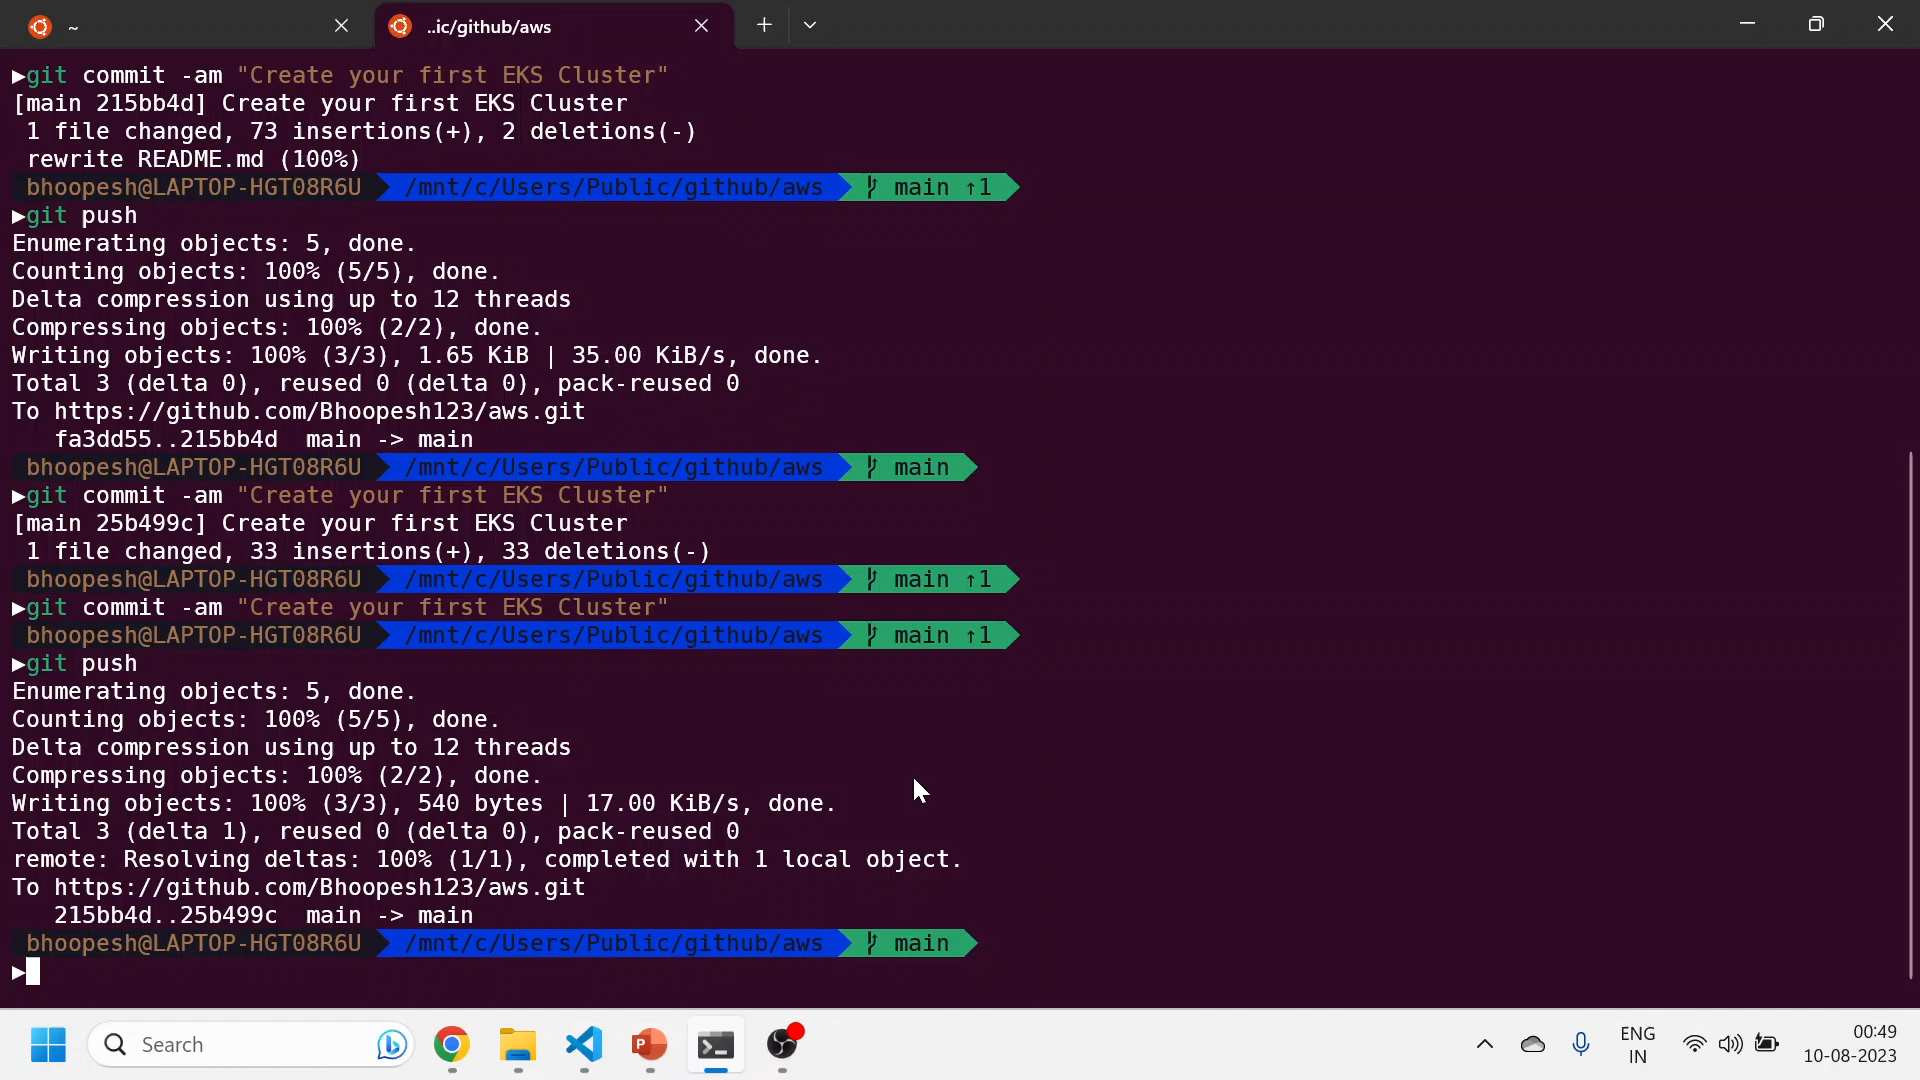 ~
..ic/github/aws
▶git commit -am "Create your first EKS Cluster"
[main 215bb4d] Create your first EKS Cluster
1 file changed, 73 insertions(+), 2 deletions(-)
rewrite README.md (100%)
bhoopesh@LAPTOP-HGT08R6U /mnt/c/Users/Public/github/aws main ↑1
▶git push
Enumerating objects: 5, done.
Counting objects: 100% (5/5), done.
Delta compression using up to 12 threads
Compressing objects: 100% (2/2), done.
Writing objects: 100% (3/3), 1.65 KiB | 35.00 KiB/s, done.
Total 3 (delta 0), reused 0 (delta 0), pack-reused 0
To https://github.com/Bhoopesh123/aws.git
fa3dd55..215bb4d main -> main
bhoopesh@LAPTOP-HGT08R6U /mnt/c/Users/Public/github/aws main
▶git commit -am "Create your first EKS Cluster"
[main 25b499c] Create your first EKS Cluster
1 file changed, 33 insertions(+), 33 deletions(-)
bhoopesh@LAPTOP-HGT08R6U /mnt/c/Users/Public/github/aws main ↑1
▶git commit -am "Create your first EKS Cluster"
bhoopesh@LAPTOP-HGT08R6U /mnt/c/Users/Public/github/aws main ↑1
▶git push
Enumerating objects: 5, done.
Counting objects: 100% (5/5), done.
Delta compression using up to 12 threads
Compressing objects: 100% (2/2), done.
Writing objects: 100% (3/3), 540 bytes | 17.00 KiB/s, done.
Total 3 (delta 1), reused 0 (delta 0), pack-reused 0
remote: Resolving deltas: 100% (1/1), completed with 1 local object.
To https://github.com/Bhoopesh123/aws.git
215bb4d..25b499c main -> main
bhoopesh@LAPTOP-HGT08R6U /mnt/c/Users/Public/github/aws main
▶
Search
ENG
IN
00:49
10-08-2023